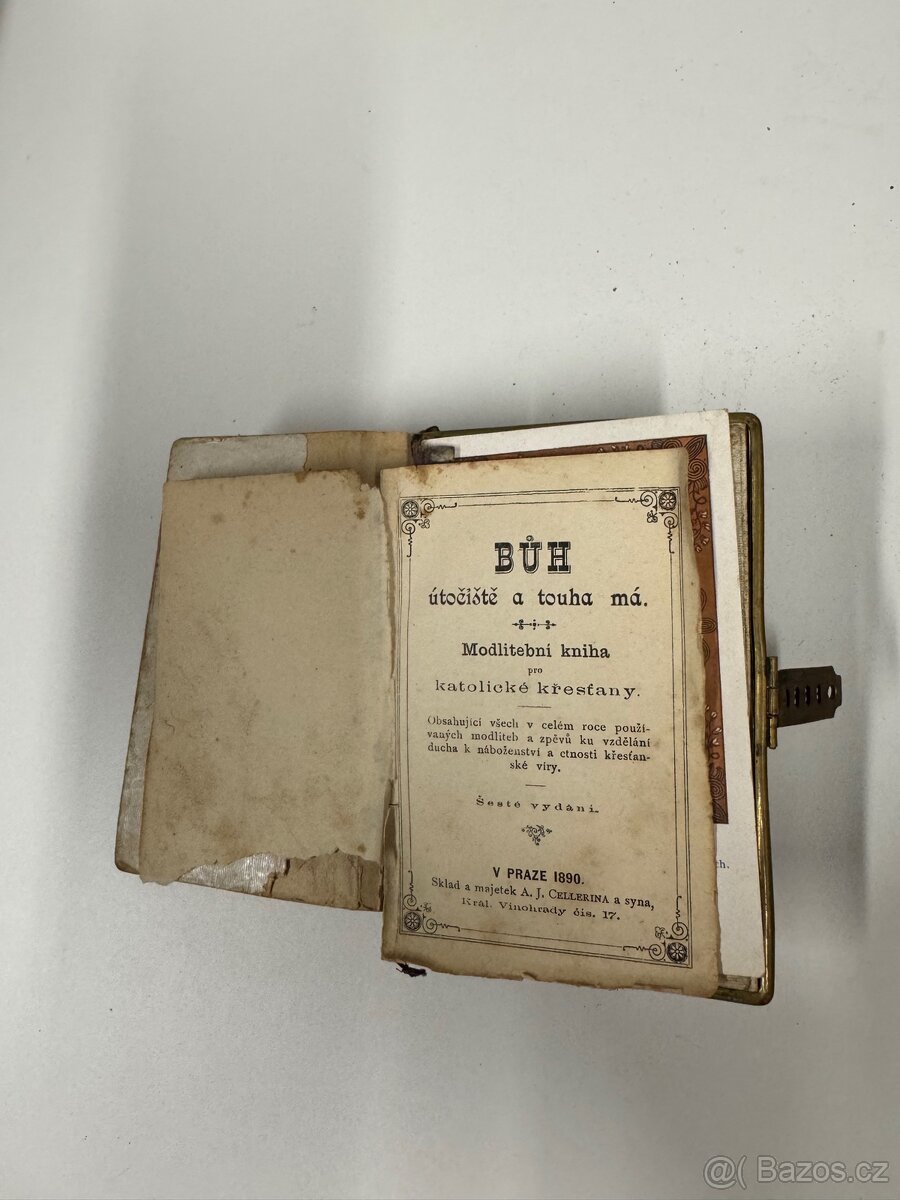 BŮH
útočiště a touha má.
Modlitební kniha
pro
katolické křesťany.
Obsahující všech v celém roce použí-
vaných modliteb a zpěvů ku vzdělání
ducha k náboženství a ctnosti křesťan-
ské víry.
Šesté vydání.
V PRAZE 1890.
Sklad a majetek A. J. CELLERINA a syna,
Král. Vinohrady čís. 17.
ch.
@( Bazos.cz